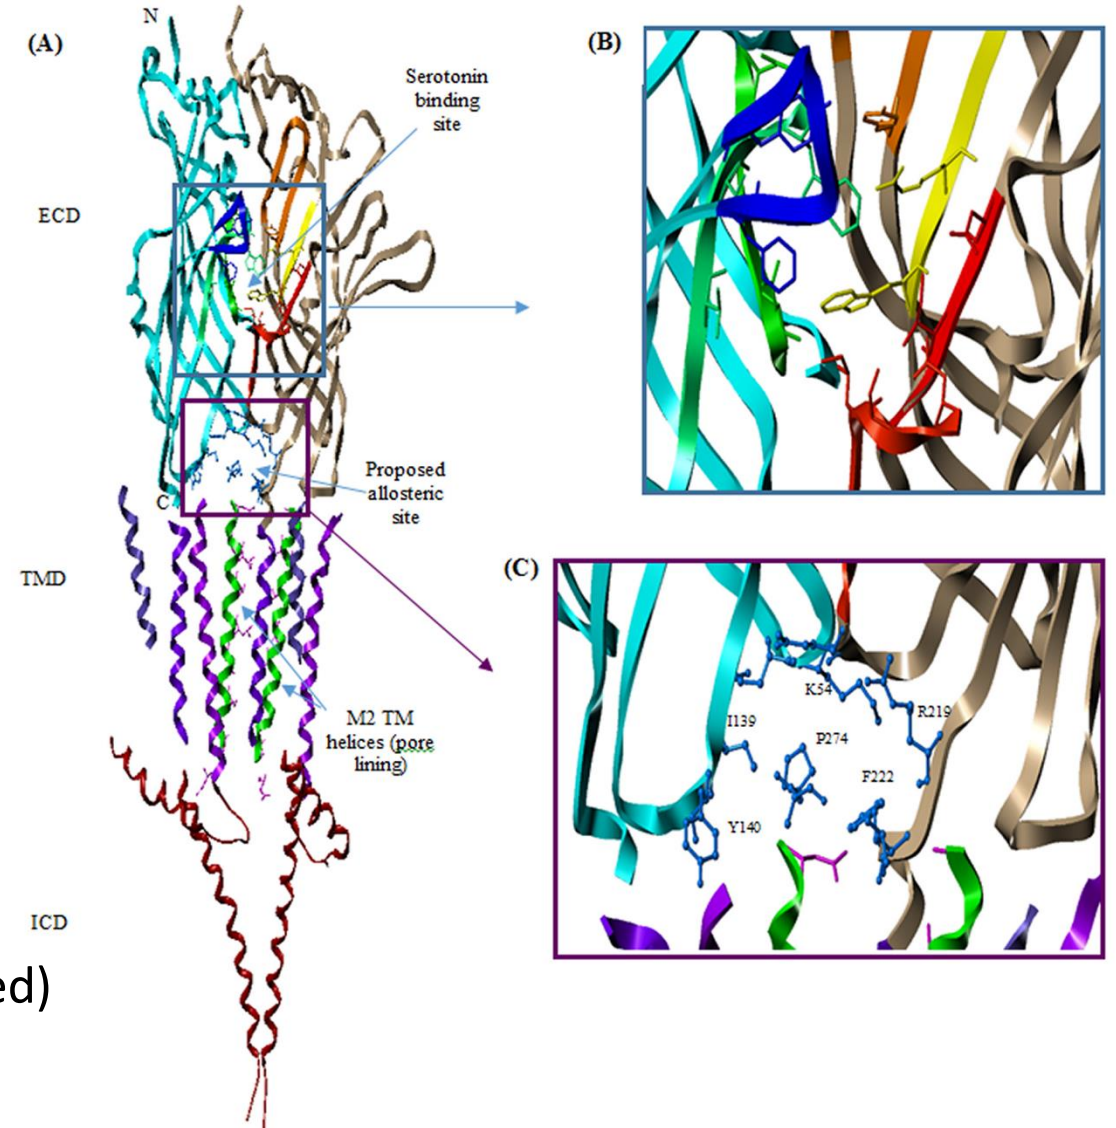 (A)
N
Serotonin
binding
site
ECD
Proposed
allosteric
site
C
TMD
M2 TM
helices (pore
lining)
ICD
ed)
(B)
(C)
K54
I139
R219
P274
F222
Y140